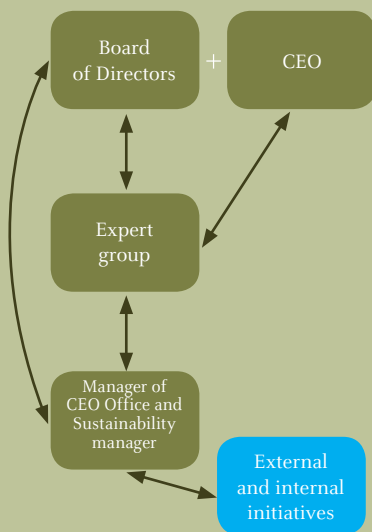 Board
of Directors
+
CEO
Expert
group
Manager of
CEO Office and
Sustainability
manager
External
and internal
initiatives